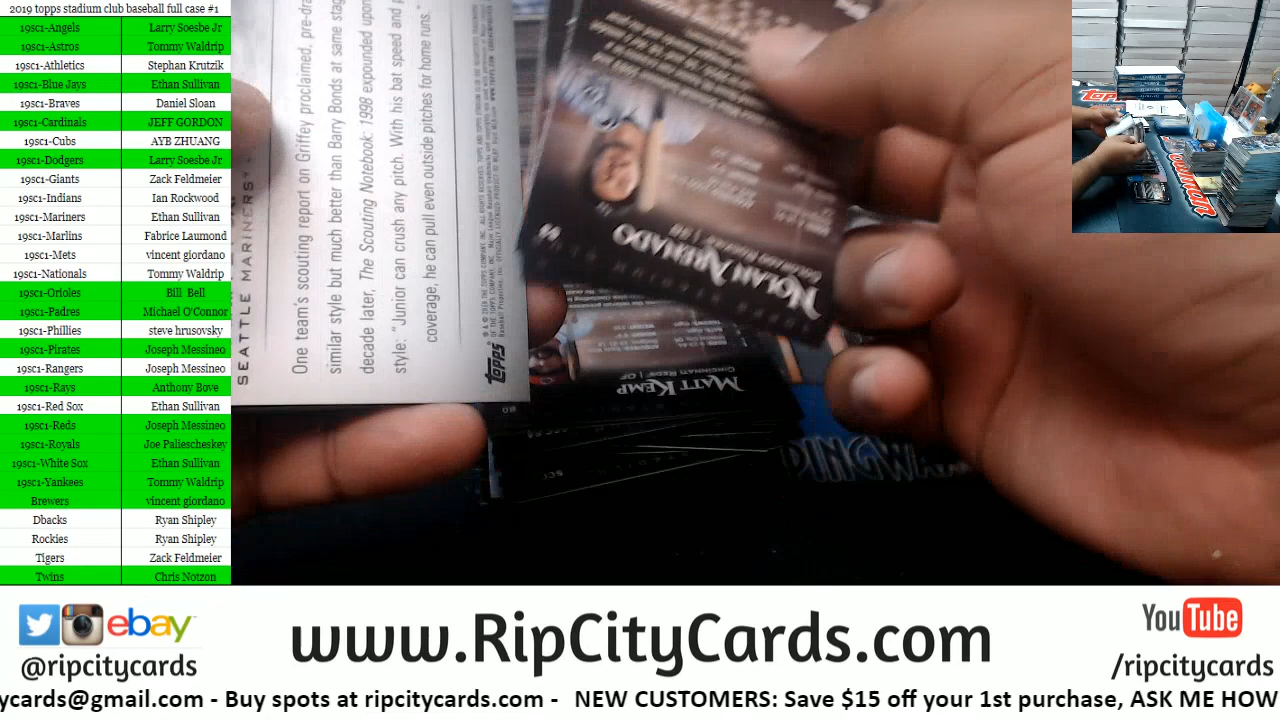 2019 topps stadium club baseball full case #1
19sc1-Angels Larry Soesbe Jr
19sc1-Astros Tommy Waldrip
19sc1-Athletics Stephan Krutzik
19sc1-Blue Jays Ethan Sullivan
19sc1-Braves Daniel Sloan
19sc1-Cardinals JEFF GORDON
19sc1-Cubs AYB ZHUANG
19sc1-Dodgers Larry Soesbe Jr
19sc1-Giants Zack Feldmeier
19sc1-Indians Ian Rockwood
19sc1-Mariners Ethan Sullivan
19sc1-Marlins Fabrice Laumond
19sc1-Mets vincent giordano
19sc1-Nationals Tommy Waldrip
19sc1-Orioles Bill Bell
19sc1-Padres Michael O'Connor
19sc1-Phillies steve hrusovsky
19sc1-Pirates Joseph Messineo
19sc1-Rangers Joseph Messineo
19sc1-Rays Anthony Bove
19sc1-Red Sox Ethan Sullivan
19sc1-Reds Joseph Messineo
19sc1-Royals Joe Paliescheskey
19sc1-White Sox Ethan Sullivan
19sc1-Yankees Tommy Waldrip
Brewers vincent giordano
Dbacks Ryan Shipley
Rockies Ryan Shipley
Tigers Zack Feldmeier
Twins Chris Notzon
SEATTLE MARINERS
One team's scouting report on Griffey proclaimed, pre-dra
similar style but much better than Barry Bonds at same stag
decade later, The Scouting Notebook: 1998 expounded upon
style: "Junior can crush any pitch. With his bat speed and p
coverage, he can pull even outside pitches for home runs."
topps
NOLAN ARENADO
MATT KEMP
CINCINNATI REDS | OF
ebay
@ripcitycards
www.RipCityCards.com
YouTube
/ripcitycards
ycards@gmail.com - Buy spots at ripcitycards.com - NEW CUSTOMERS: Save $15 off your 1st purchase, ASK ME HOW